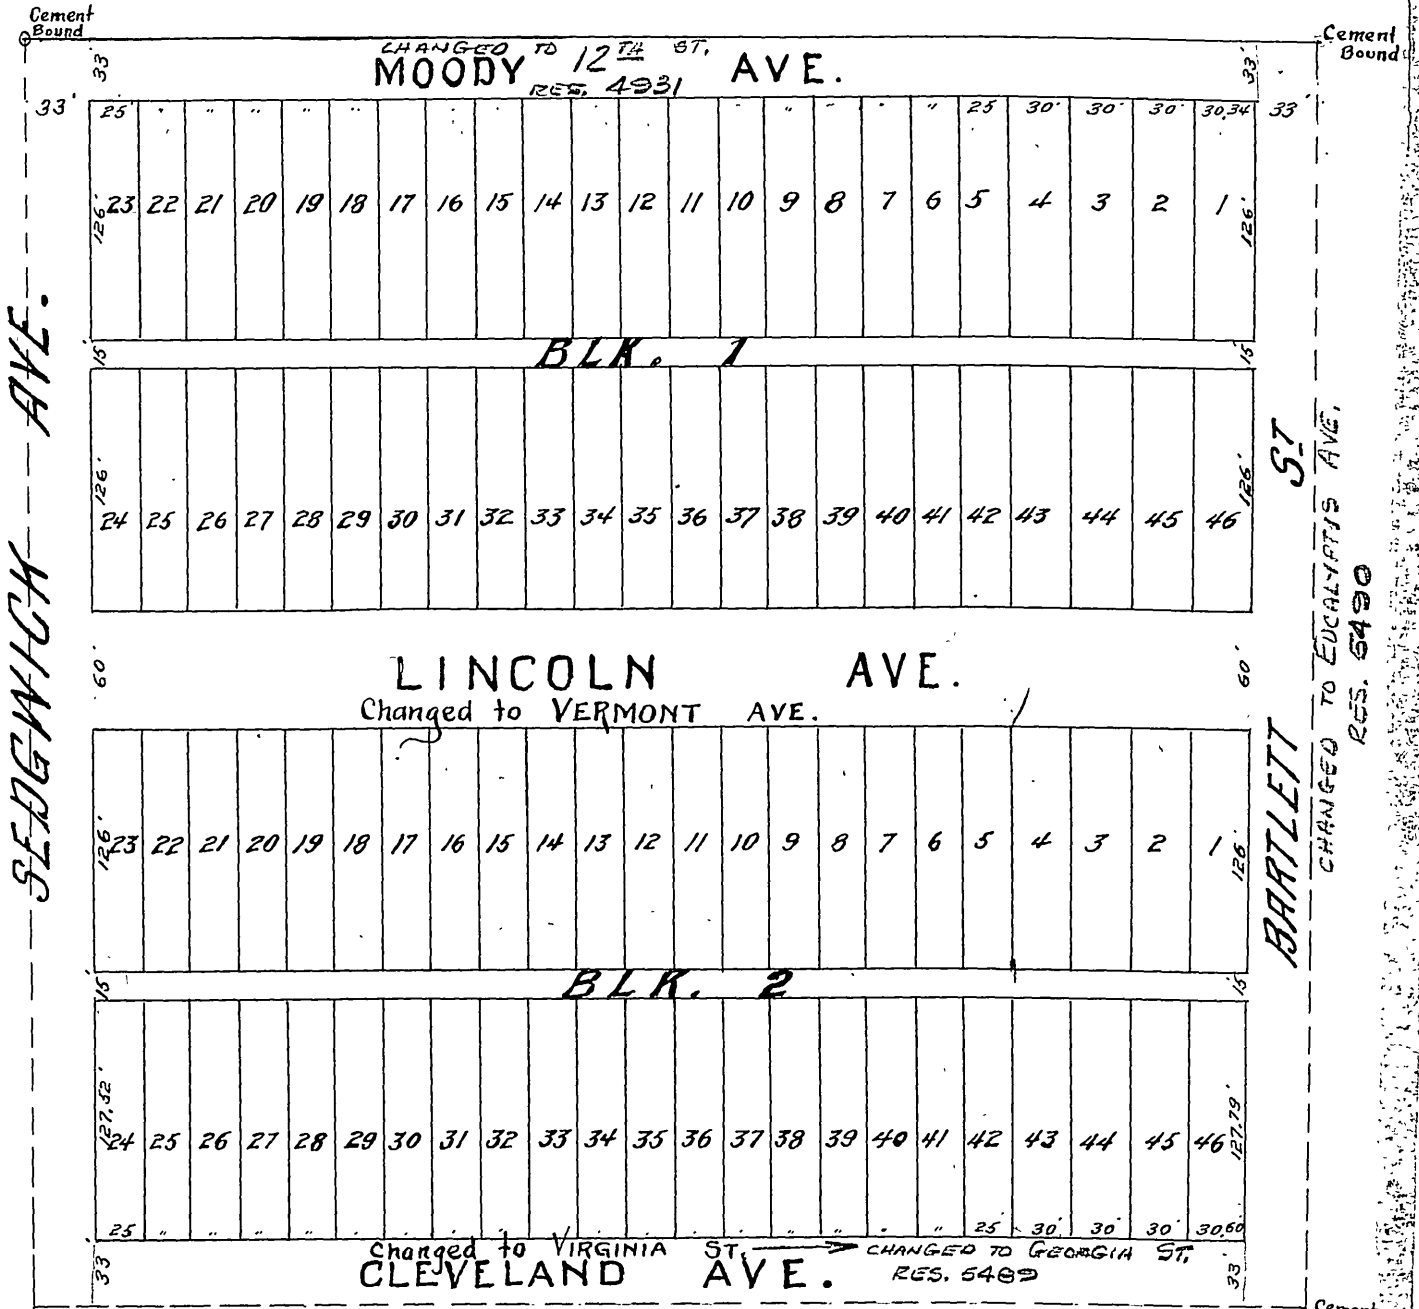 Cement
Bound
Cement
Bound
CHANGED TO 12TH ST.
MOODY AVE.
RES. 4931
33'
33'
33'
25' " " " " " " " " 25 30' 30' 30' 30.34
33'
126' 23 22 21 20 19 18 17 16 15 14 13 12 11 10 9 8 7 6 5 4 3 2 1 126'
15' BLK. 1 15'
126' 126'
24 25 26 27 28 29 30 31 32 33 34 35 36 37 38 39 40 41 42 43 44 45 46
60' LINCOLN AVE. 60'
Changed to VERMONT AVE.
126' 23 22 21 20 19 18 17 16 15 14 13 12 11 10 9 8 7 6 5 4 3 2 1 126'
15' BLK. 2 15'
127.52' 127.79'
24 25 26 27 28 29 30 31 32 33 34 35 36 37 38 39 40 41 42 43 44 45 46
25 " " " " " " " " 25' 30' 30' 30' 30.60
33' Changed to VIRGINIA ST. CHANGED TO GEORGIA ST. 33'
CLEVELAND AVE. RES. 5489
SEDGWICK AVE.
BARTLETT ST
CHANGED TO EUCALYPTIS AVE.
RES. 5490
Cement